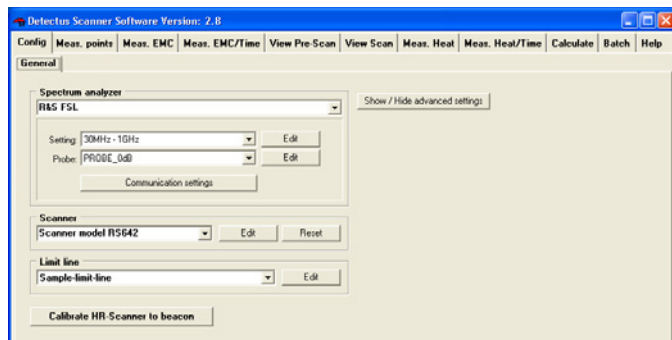 Detectus Scanner Software Version: 2.8
Config Meas. points Meas. EMC Meas. EMC/Time View Pre-Scan View Scan Meas. Heat Meas. Heat/Time Calculate Batch Help
General
Spectrum analyzer
R&S FSL
Show / Hide advanced settings
Setting: 30MHz - 1GHz Edit
Probe: PROBE_0dB Edit
Communication settings
Scanner
Scanner model RS642 Edit Reset
Limit line
Sample-limit-line Edit
Calibrate HR-Scanner to beacon